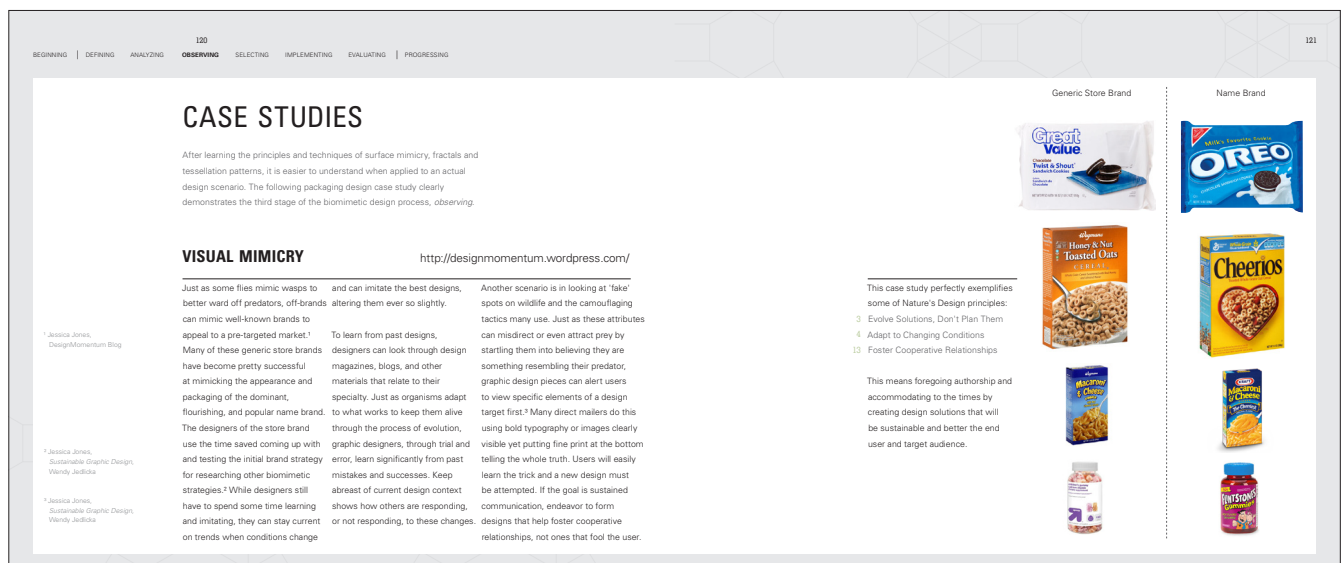 120
121
BEGINNING | DEFINING ANALYZING OBSERVING SELECTING IMPLEMENTING EVALUATING | PROGRESSING
CASE STUDIES
After learning the principles and techniques of surface mimicry, fractals and
tessellation patterns, it is easier to understand when applied to an actual
design scenario. The following packaging design case study clearly
demonstrates the third stage of the biomimetic design process, observing.
VISUAL MIMICRY
http://designmomentum.wordpress.com/
Just as some flies mimic wasps to
better ward off predators, off-brands
can mimic well-known brands to
appeal to a pre-targeted market.¹
Many of these generic store brands
have become pretty successful
at mimicking the appearance and
packaging of the dominant,
flourishing, and popular name brand.
The designers of the store brand
use the time saved coming up with
and testing the initial brand strategy
for researching other biomimetic
strategies.² While designers still
have to spend some time learning
and imitating, they can stay current
on trends when conditions change
and can imitate the best designs,
altering them ever so slightly.
To learn from past designs,
designers can look through design
magazines, blogs, and other
materials that relate to their
specialty. Just as organisms adapt
to what works to keep them alive
through the process of evolution,
graphic designers, through trial and
error, learn significantly from past
mistakes and successes. Keep
abreast of current design context
shows how others are responding,
or not responding, to these changes.
Another scenario is in looking at 'fake'
spots on wildlife and the camouflaging
tactics many use. Just as these attributes
can misdirect or even attract prey by
startling them into believing they are
something resembling their predator,
graphic design pieces can alert users
to view specific elements of a design
target first.³ Many direct mailers do this
using bold typography or images clearly
visible yet putting fine print at the bottom
telling the whole truth. Users will easily
learn the trick and a new design must
be attempted. If the goal is sustained
communication, endeavor to form
designs that help foster cooperative
relationships, not ones that fool the user.
¹ Jessica Jones,
DesignMomentum Blog
² Jessica Jones,
Sustainable Graphic Design,
Wendy Jedlicka
³ Jessica Jones,
Sustainable Graphic Design,
Wendy Jedlicka
This case study perfectly exemplifies
some of Nature's Design principles:
3 Evolve Solutions, Don't Plan Them
4 Adapt to Changing Conditions
13 Foster Cooperative Relationships
This means foregoing authorship and
accommodating to the times by
creating design solutions that will
be sustainable and better the end
user and target audience.
Generic Store Brand
Name Brand
Great
Value
Chocolate
Twist & Shout
Sandwich Cookies
Milk's Favorite Cookie
OREO
Wegmans
Honey & Nut
Toasted Oats
CEREAL
Cheerios
Macaroni
& Cheese
KRAFT
Macaroni
& Cheese
The Cheesiest
FLINTSTONES
Gummies